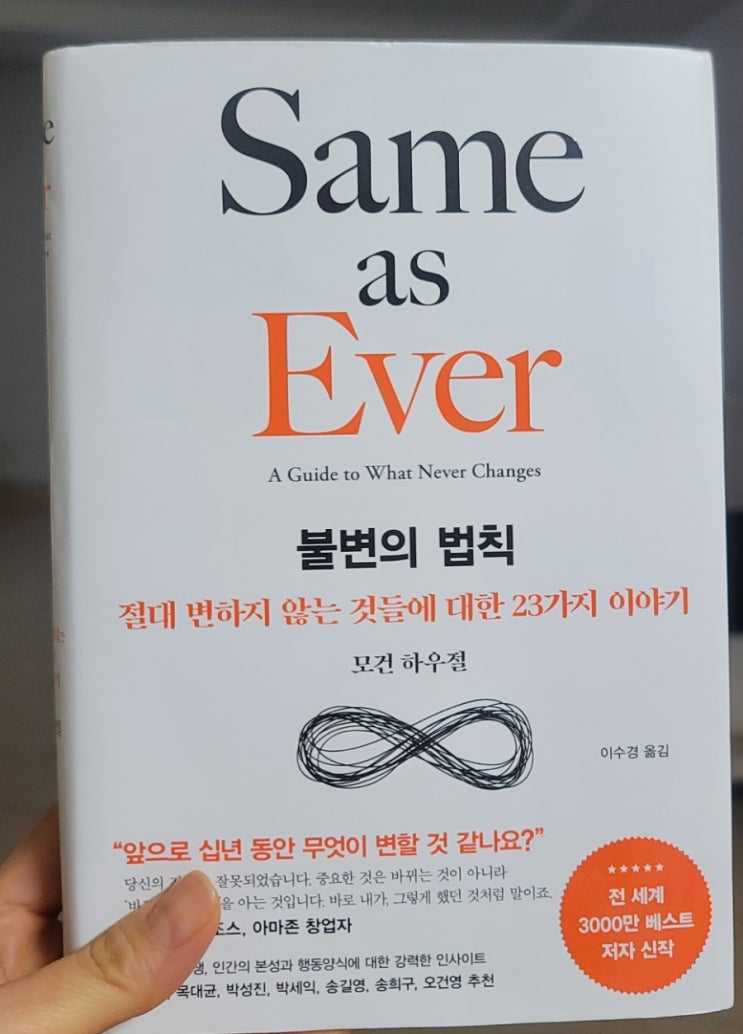 Same
as
Ever
A Guide to What Never Changes
불변의 법칙
절대 변하지 않는 것들에 대한 23가지 이야기
모건 하우절
이수경 옮김
“앞으로 십년 동안 무엇이 변할 것 같나요?”
당신의 잘못되었습니다. 중요한 것은 바뀌는 것이 아니라
아는 것입니다. 바로 내가, 그렇게 했던 것처럼 말이죠.
아마존 창업자
인간의 본성과 행동양식에 대한 강력한 인사이트
옥대균, 박성진, 박세익, 송길영, 송희구, 오건영 추천
전 세계
3000만 베스트
저자 신작